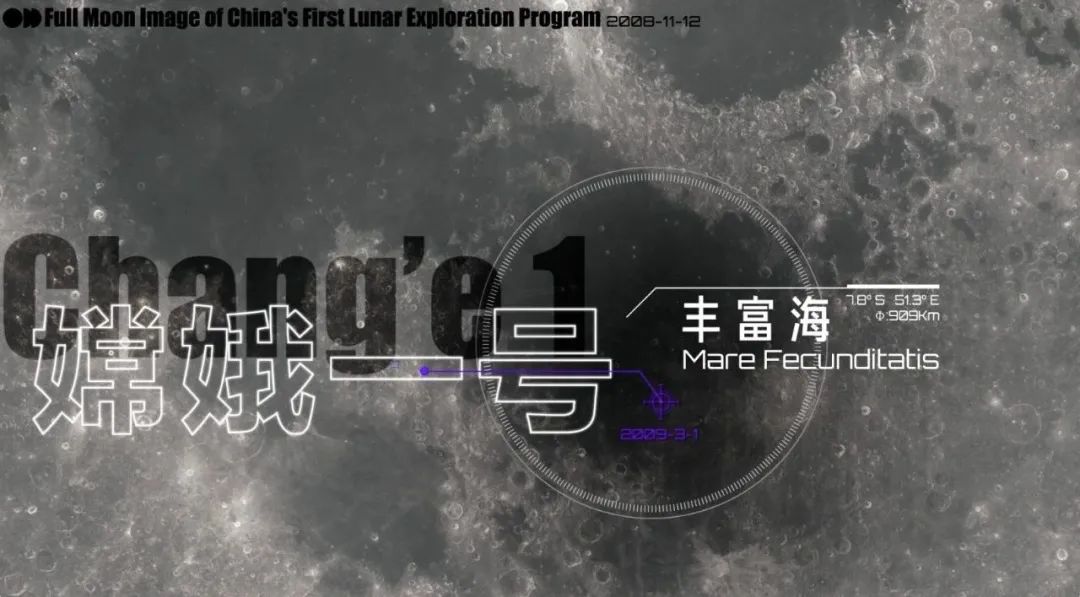 Full Moon Image of China's First Lunar Exploration Program 2008-11-12
Chang'e 1
嫦娥一号
7.8° S 51.3° E
Φ:909Km
丰富海
Mare Fecunditatis
2009-3-1